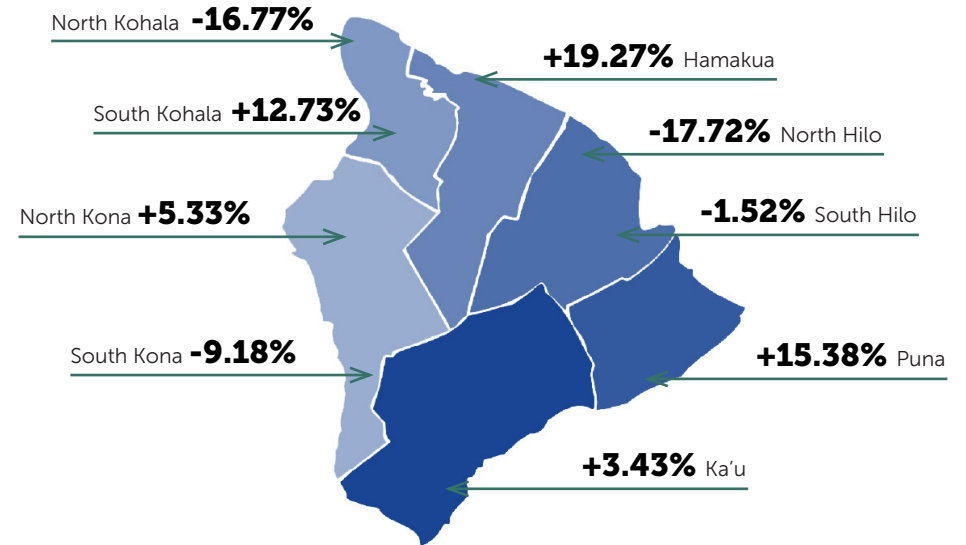 North Kohala -16.77%
+19.27% Hamakua
South Kohala +12.73%
-17.72% North Hilo
North Kona +5.33%
-1.52% South Hilo
South Kona -9.18%
+15.38% Puna
+3.43% Ka’u